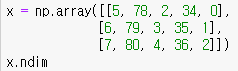 x = np.array([[5, 78, 2, 34, 0],
[6, 79, 3, 35, 1],
[7, 80, 4, 36, 2]])
x.ndim